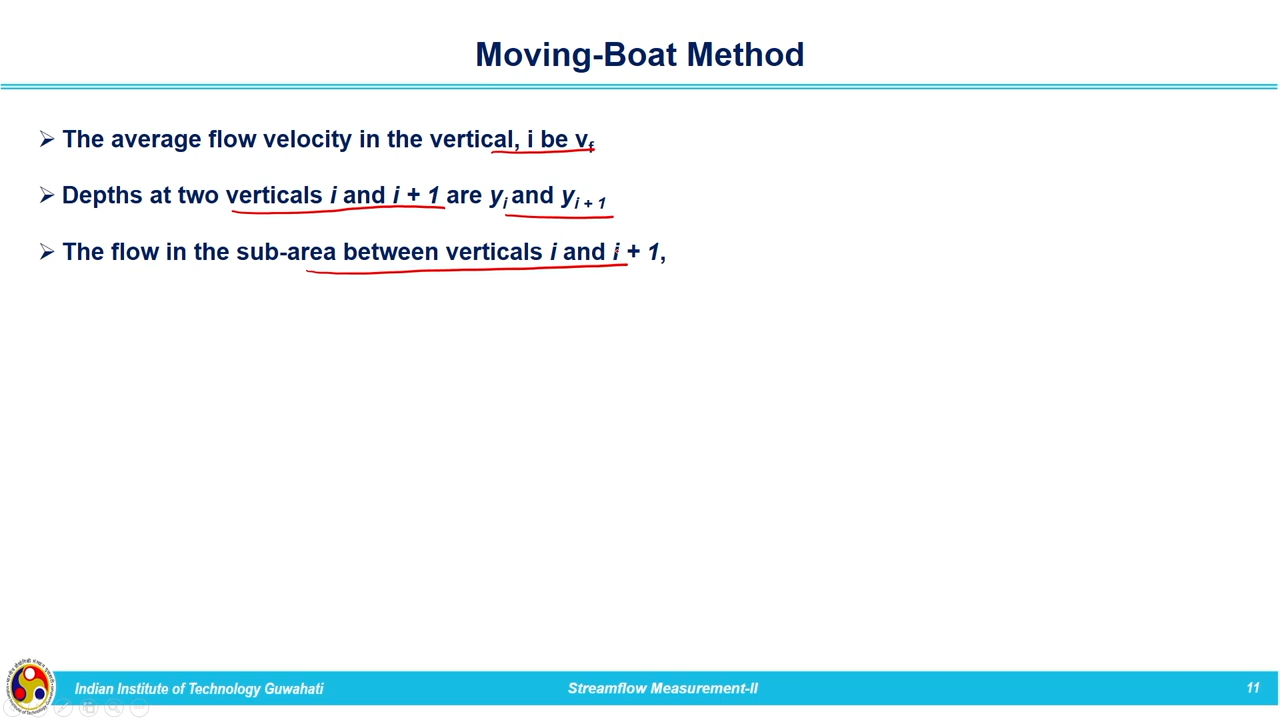 Moving-Boat Method
➢ The average flow velocity in the vertical, i be vf
➢ Depths at two verticals i and i + 1 are yi and yi + 1
➢ The flow in the sub-area between verticals i and i + 1,
Indian Institute of Technology Guwahati
Streamflow Measurement-II
11